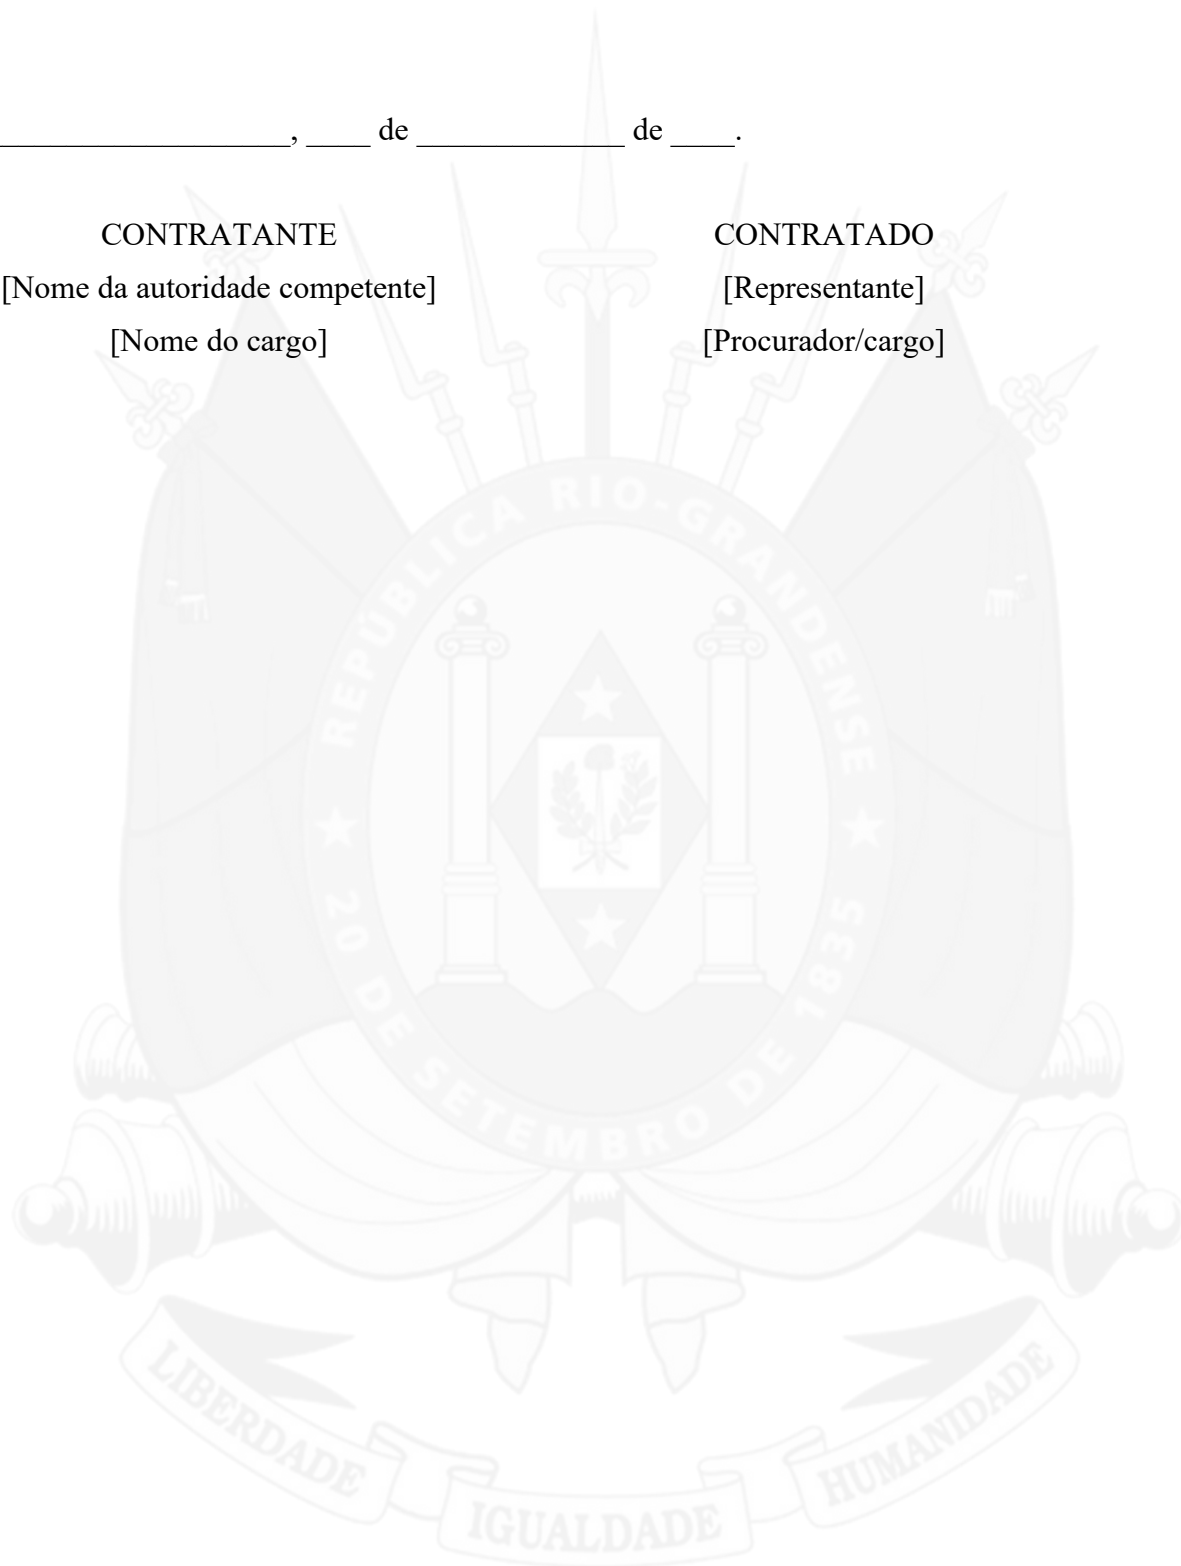 __________________, ____ de _____________ de ____.
CONTRATANTE
[Nome da autoridade competente]
[Nome do cargo]
CONTRATADO
[Representante]
[Procurador/cargo]
REPÚBLICA RIO-GRANDENSE
20 DE SETEMBRO DE 1835
LIBERDADE
IGUALDADE
HUMANIDADE